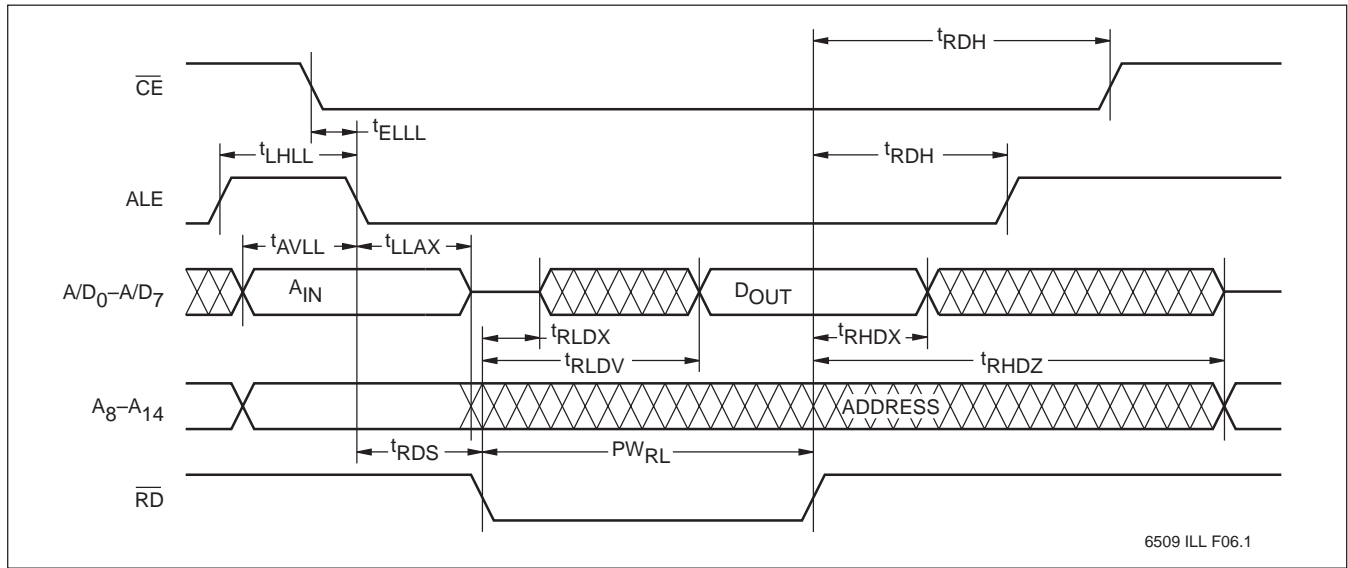 tRDH
CE
tELLL
tLHLL
tRDH
ALE
tAVLL
tLLAX
A/D0–A/D7
AIN
DOUT
tRLDX
tRHDX
tRLDV
tRHDZ
A8–A14
ADDRESS
tRDS
PWRL
RD
6509 ILL F06.1